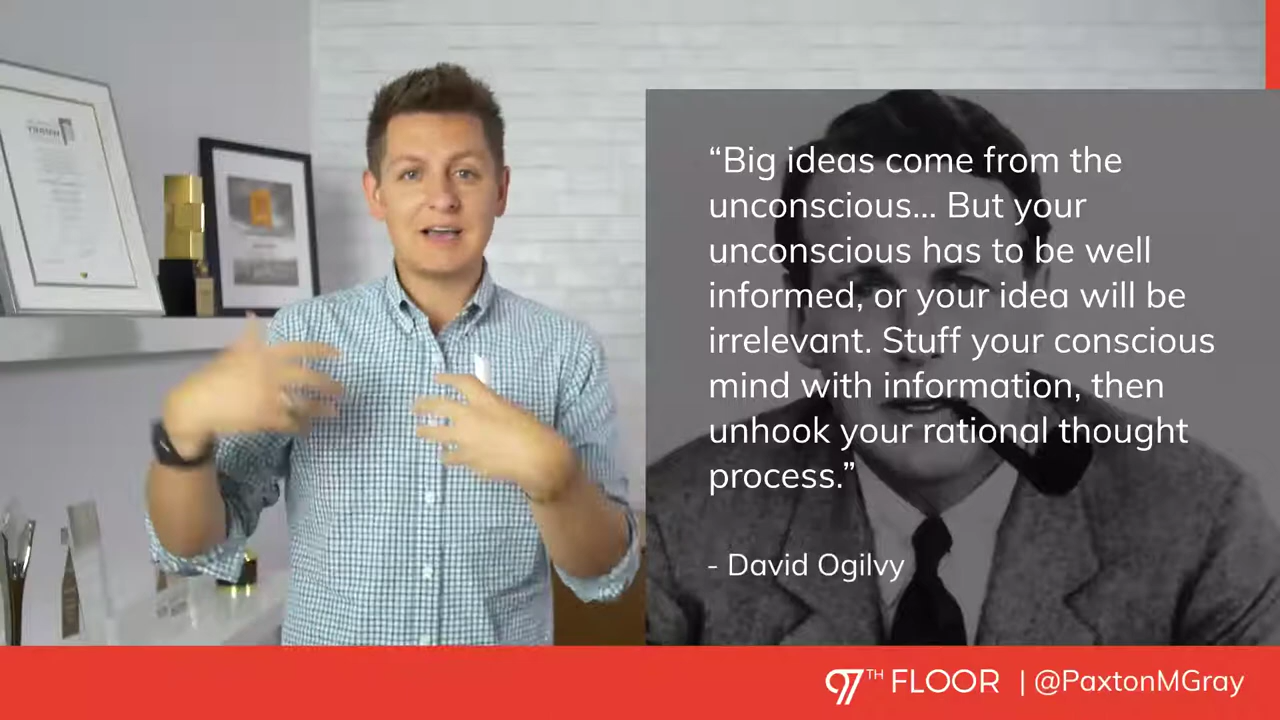 “Big ideas come from the
unconscious... But your
unconscious has to be well
informed, or your idea will be
irrelevant. Stuff your conscious
mind with information, then
unhook your rational thought
process.”
- David Ogilvy
97TH FLOOR | @PaxtonMGray